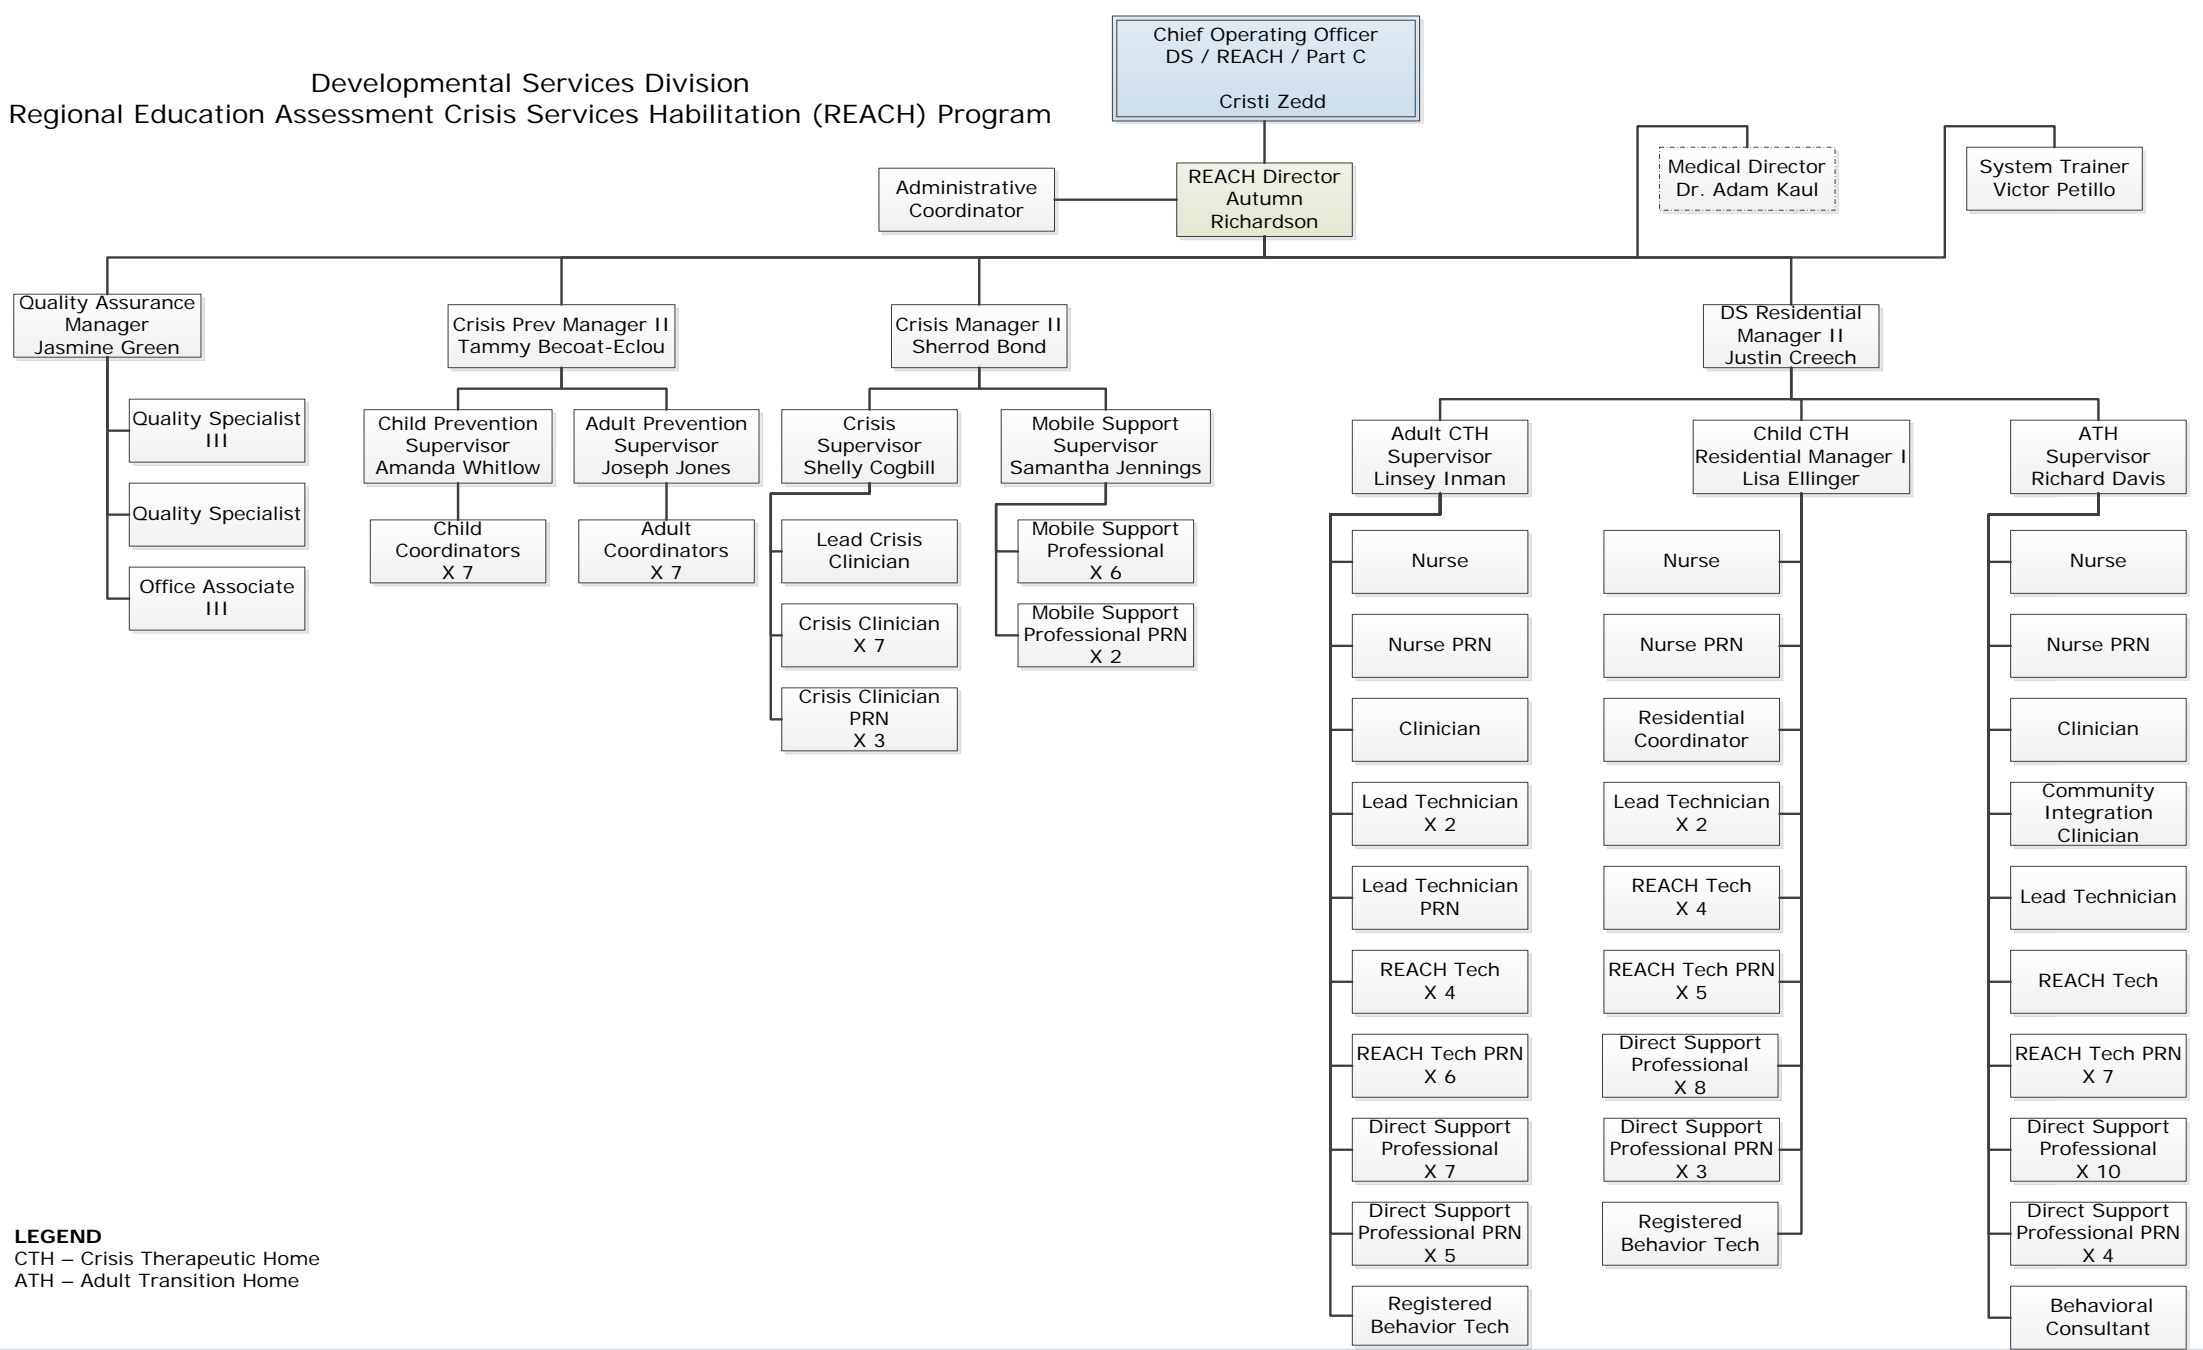 Chief Operating Officer
DS / REACH / Part C
Cristi Zedd
Developmental Services Division
Regional Education Assessment Crisis Services Habilitation (REACH) Program
Administrative
Coordinator
REACH Director
Autumn
Richardson
Medical Director
Dr. Adam Kaul
System Trainer
Victor Petillo
Quality Assurance
Manager
Jasmine Green
Quality Specialist
III
Quality Specialist
Office Associate
III
Crisis Prev Manager II
Tammy Becoat-Eclou
Child Prevention
Supervisor
Amanda Whitlow
Child
Coordinators
X 7
Adult Prevention
Supervisor
Joseph Jones
Adult
Coordinators
X 7
Crisis Manager II
Sherrod Bond
Crisis
Supervisor
Shelly Cogbill
Lead Crisis
Clinician
Crisis Clinician
X 7
Crisis Clinician
PRN
X 3
Mobile Support
Supervisor
Samantha Jennings
Mobile Support
Professional
X 6
Mobile Support
Professional PRN
X 2
DS Residential
Manager II
Justin Creech
Adult CTH
Supervisor
Linsey Inman
Nurse
Nurse PRN
Clinician
Lead Technician
X 2
Lead Technician
PRN
REACH Tech
X 4
REACH Tech PRN
X 6
Direct Support
Professional
X 7
Direct Support
Professional PRN
X 5
Registered
Behavior Tech
Child CTH
Residential Manager I
Lisa Ellinger
Nurse
Nurse PRN
Residential
Coordinator
Lead Technician
X 2
REACH Tech
X 4
REACH Tech PRN
X 5
Direct Support
Professional
X 8
Direct Support
Professional PRN
X 3
Registered
Behavior Tech
ATH
Supervisor
Richard Davis
Nurse
Nurse PRN
Clinician
Community
Integration
Clinician
Lead Technician
REACH Tech
REACH Tech PRN
X 7
Direct Support
Professional
X 10
Direct Support
Professional PRN
X 4
Behavioral
Consultant
LEGEND
CTH – Crisis Therapeutic Home
ATH – Adult Transition Home